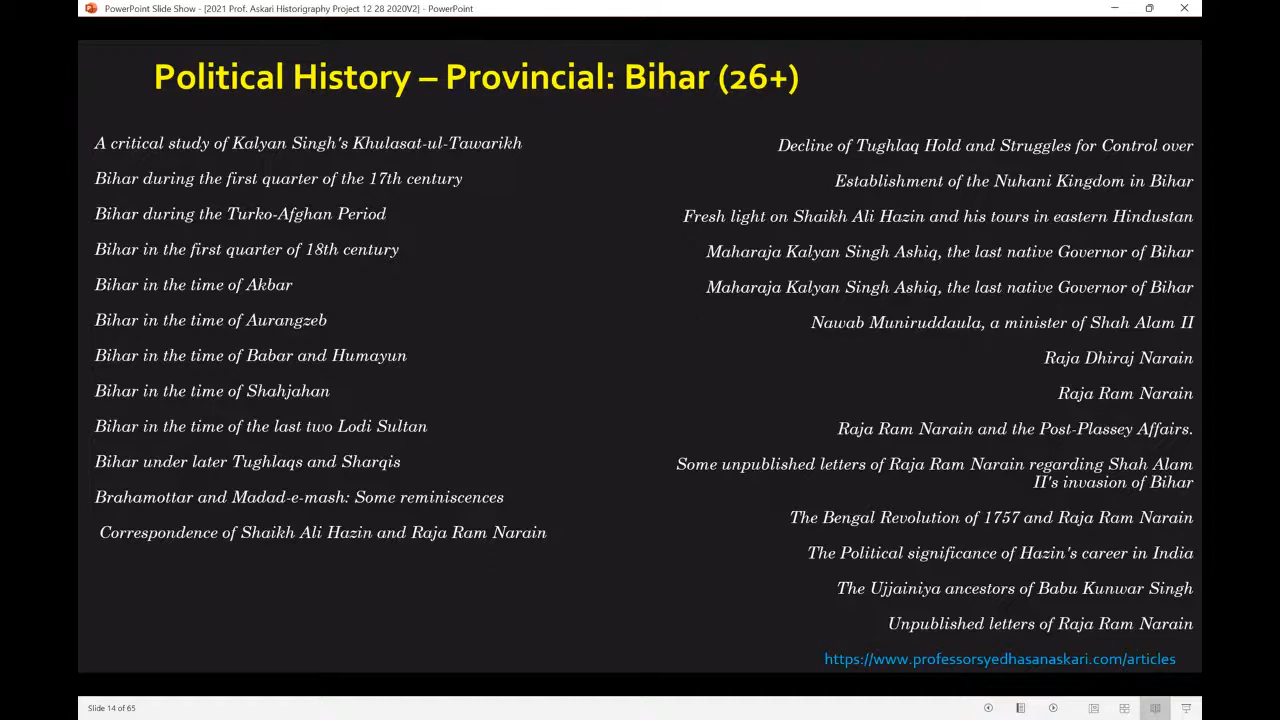 PowerPoint Slide Show - [2021 Prof. Askari Historigraphy Project 12 28 2020V2] - PowerPoint
Political History – Provincial: Bihar (26+)
A critical study of Kalyan Singh's Khulasat-ul-Tawarikh
Bihar during the first quarter of the 17th century
Bihar during the Turko-Afghan Period
Bihar in the first quarter of 18th century
Bihar in the time of Akbar
Bihar in the time of Aurangzeb
Bihar in the time of Babar and Humayun
Bihar in the time of Shahjahan
Bihar in the time of the last two Lodi Sultan
Bihar under later Tughlaqs and Sharqis
Brahamottar and Madad-e-mash: Some reminiscences
Correspondence of Shaikh Ali Hazin and Raja Ram Narain
Decline of Tughlaq Hold and Struggles for Control over
Establishment of the Nuhani Kingdom in Bihar
Fresh light on Shaikh Ali Hazin and his tours in eastern Hindustan
Maharaja Kalyan Singh Ashiq, the last native Governor of Bihar
Maharaja Kalyan Singh Ashiq, the last native Governor of Bihar
Nawab Muniruddaula, a minister of Shah Alam II
Raja Dhiraj Narain
Raja Ram Narain
Raja Ram Narain and the Post-Plassey Affairs.
Some unpublished letters of Raja Ram Narain regarding Shah Alam
II's invasion of Bihar
The Bengal Revolution of 1757 and Raja Ram Narain
The Political significance of Hazin's career in India
The Ujjainiya ancestors of Babu Kunwar Singh
Unpublished letters of Raja Ram Narain
https://www.professorsyedhasanaskari.com/articles
Slide 14 of 65